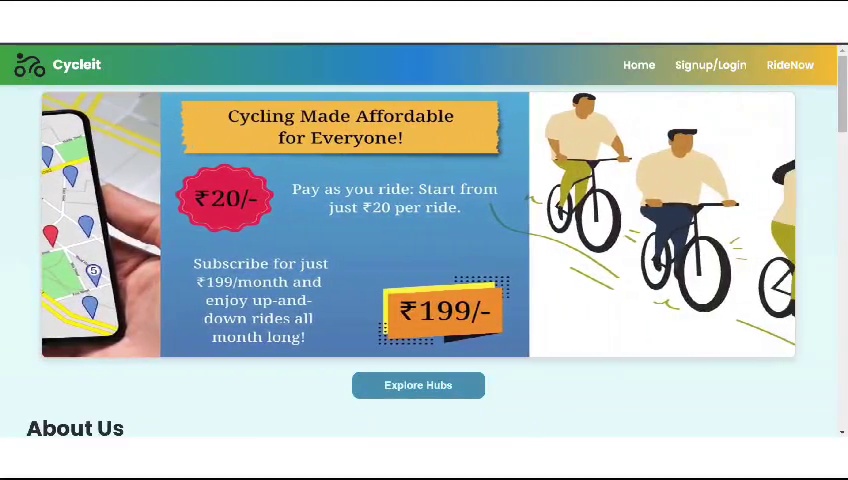 Cycleit
Home Signup/Login RideNow
Cycling Made Affordable
for Everyone!
₹20/-
Pay as you ride: Start from
just ₹20 per ride.
Subscribe for just
₹199/month and
enjoy up-and-
down rides all
month long!
₹199/-
5
Explore Hubs
About Us